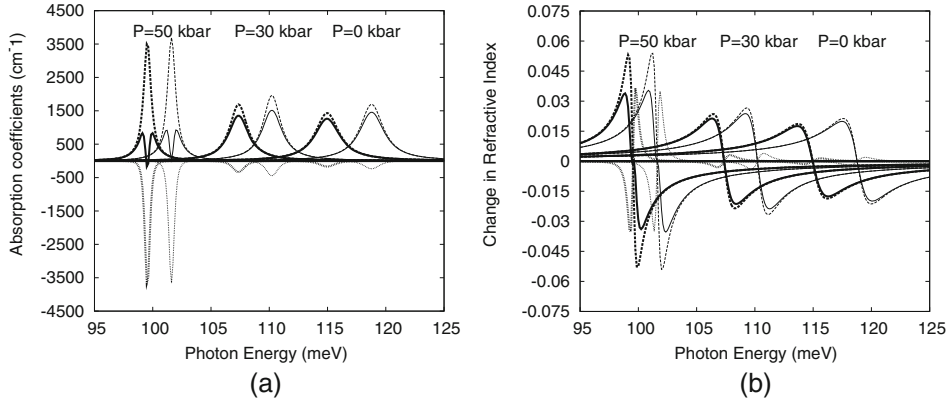 4500
3500
2500
1500
500
-500
-1500
-2500
-3500
-4500
Absorption coefficients (cm⁻1)
P=50 kbar P=30 kbar P=0 kbar
95 100 105 110 115 120 125
Photon Energy (meV)
(a)
0.075
0.06
0.045
0.03
0.015
0
-0.015
-0.03
-0.045
-0.06
-0.075
Change in Refractive Index
P=50 kbar P=30 kbar P=0 kbar
95 100 105 110 115 120 125
Photon Energy (meV)
(b)